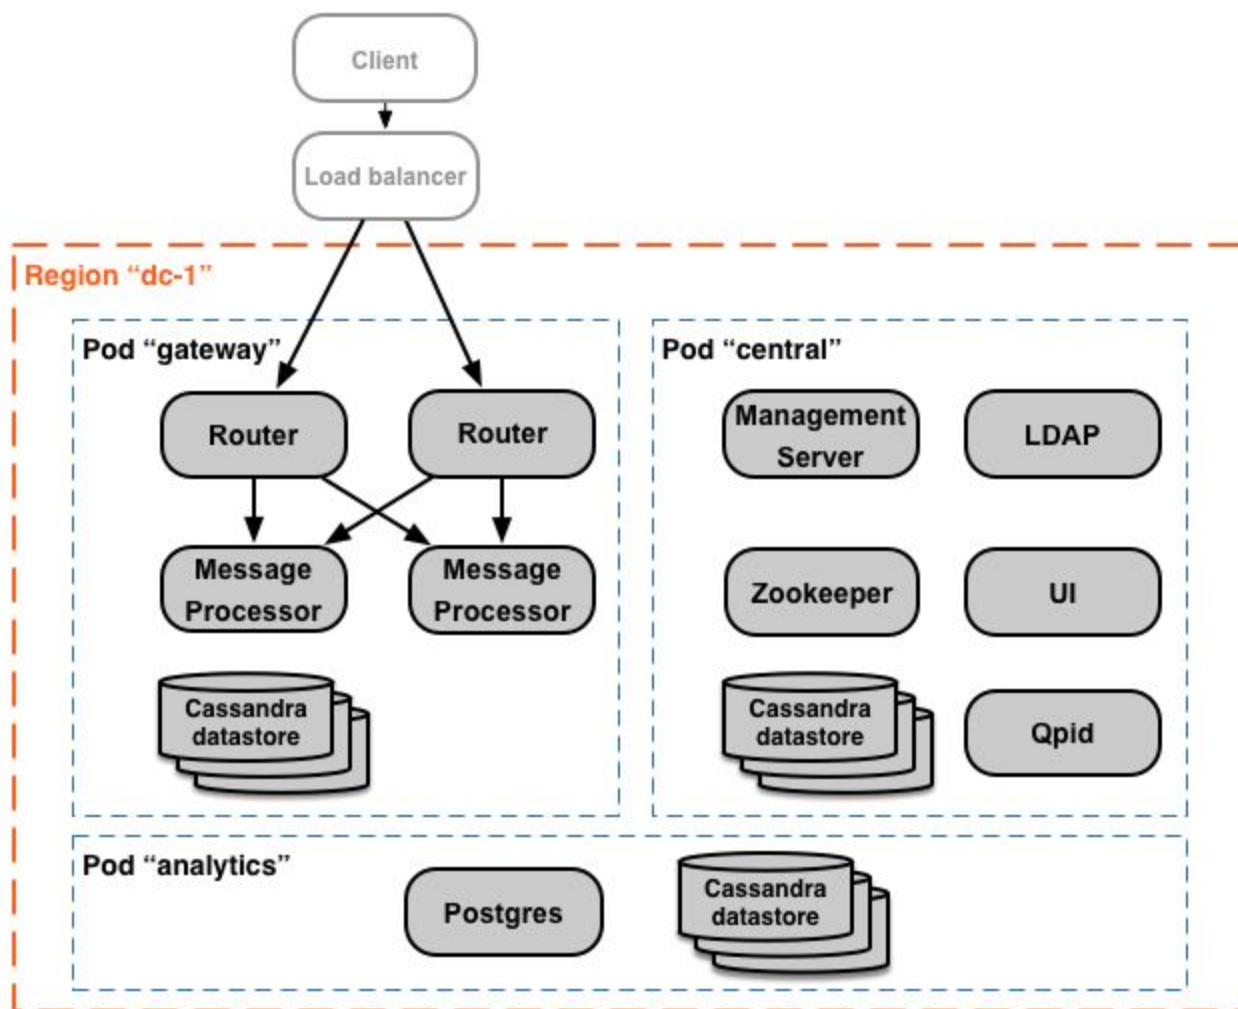 Client
Load balancer
Region “dc-1”
Pod “gateway”
Router
Router
Message
Processor
Message
Processor
Cassandra
datastore
Pod “central”
Management
Server
LDAP
Zookeeper
UI
Cassandra
datastore
Qpid
Pod “analytics”
Postgres
Cassandra
datastore